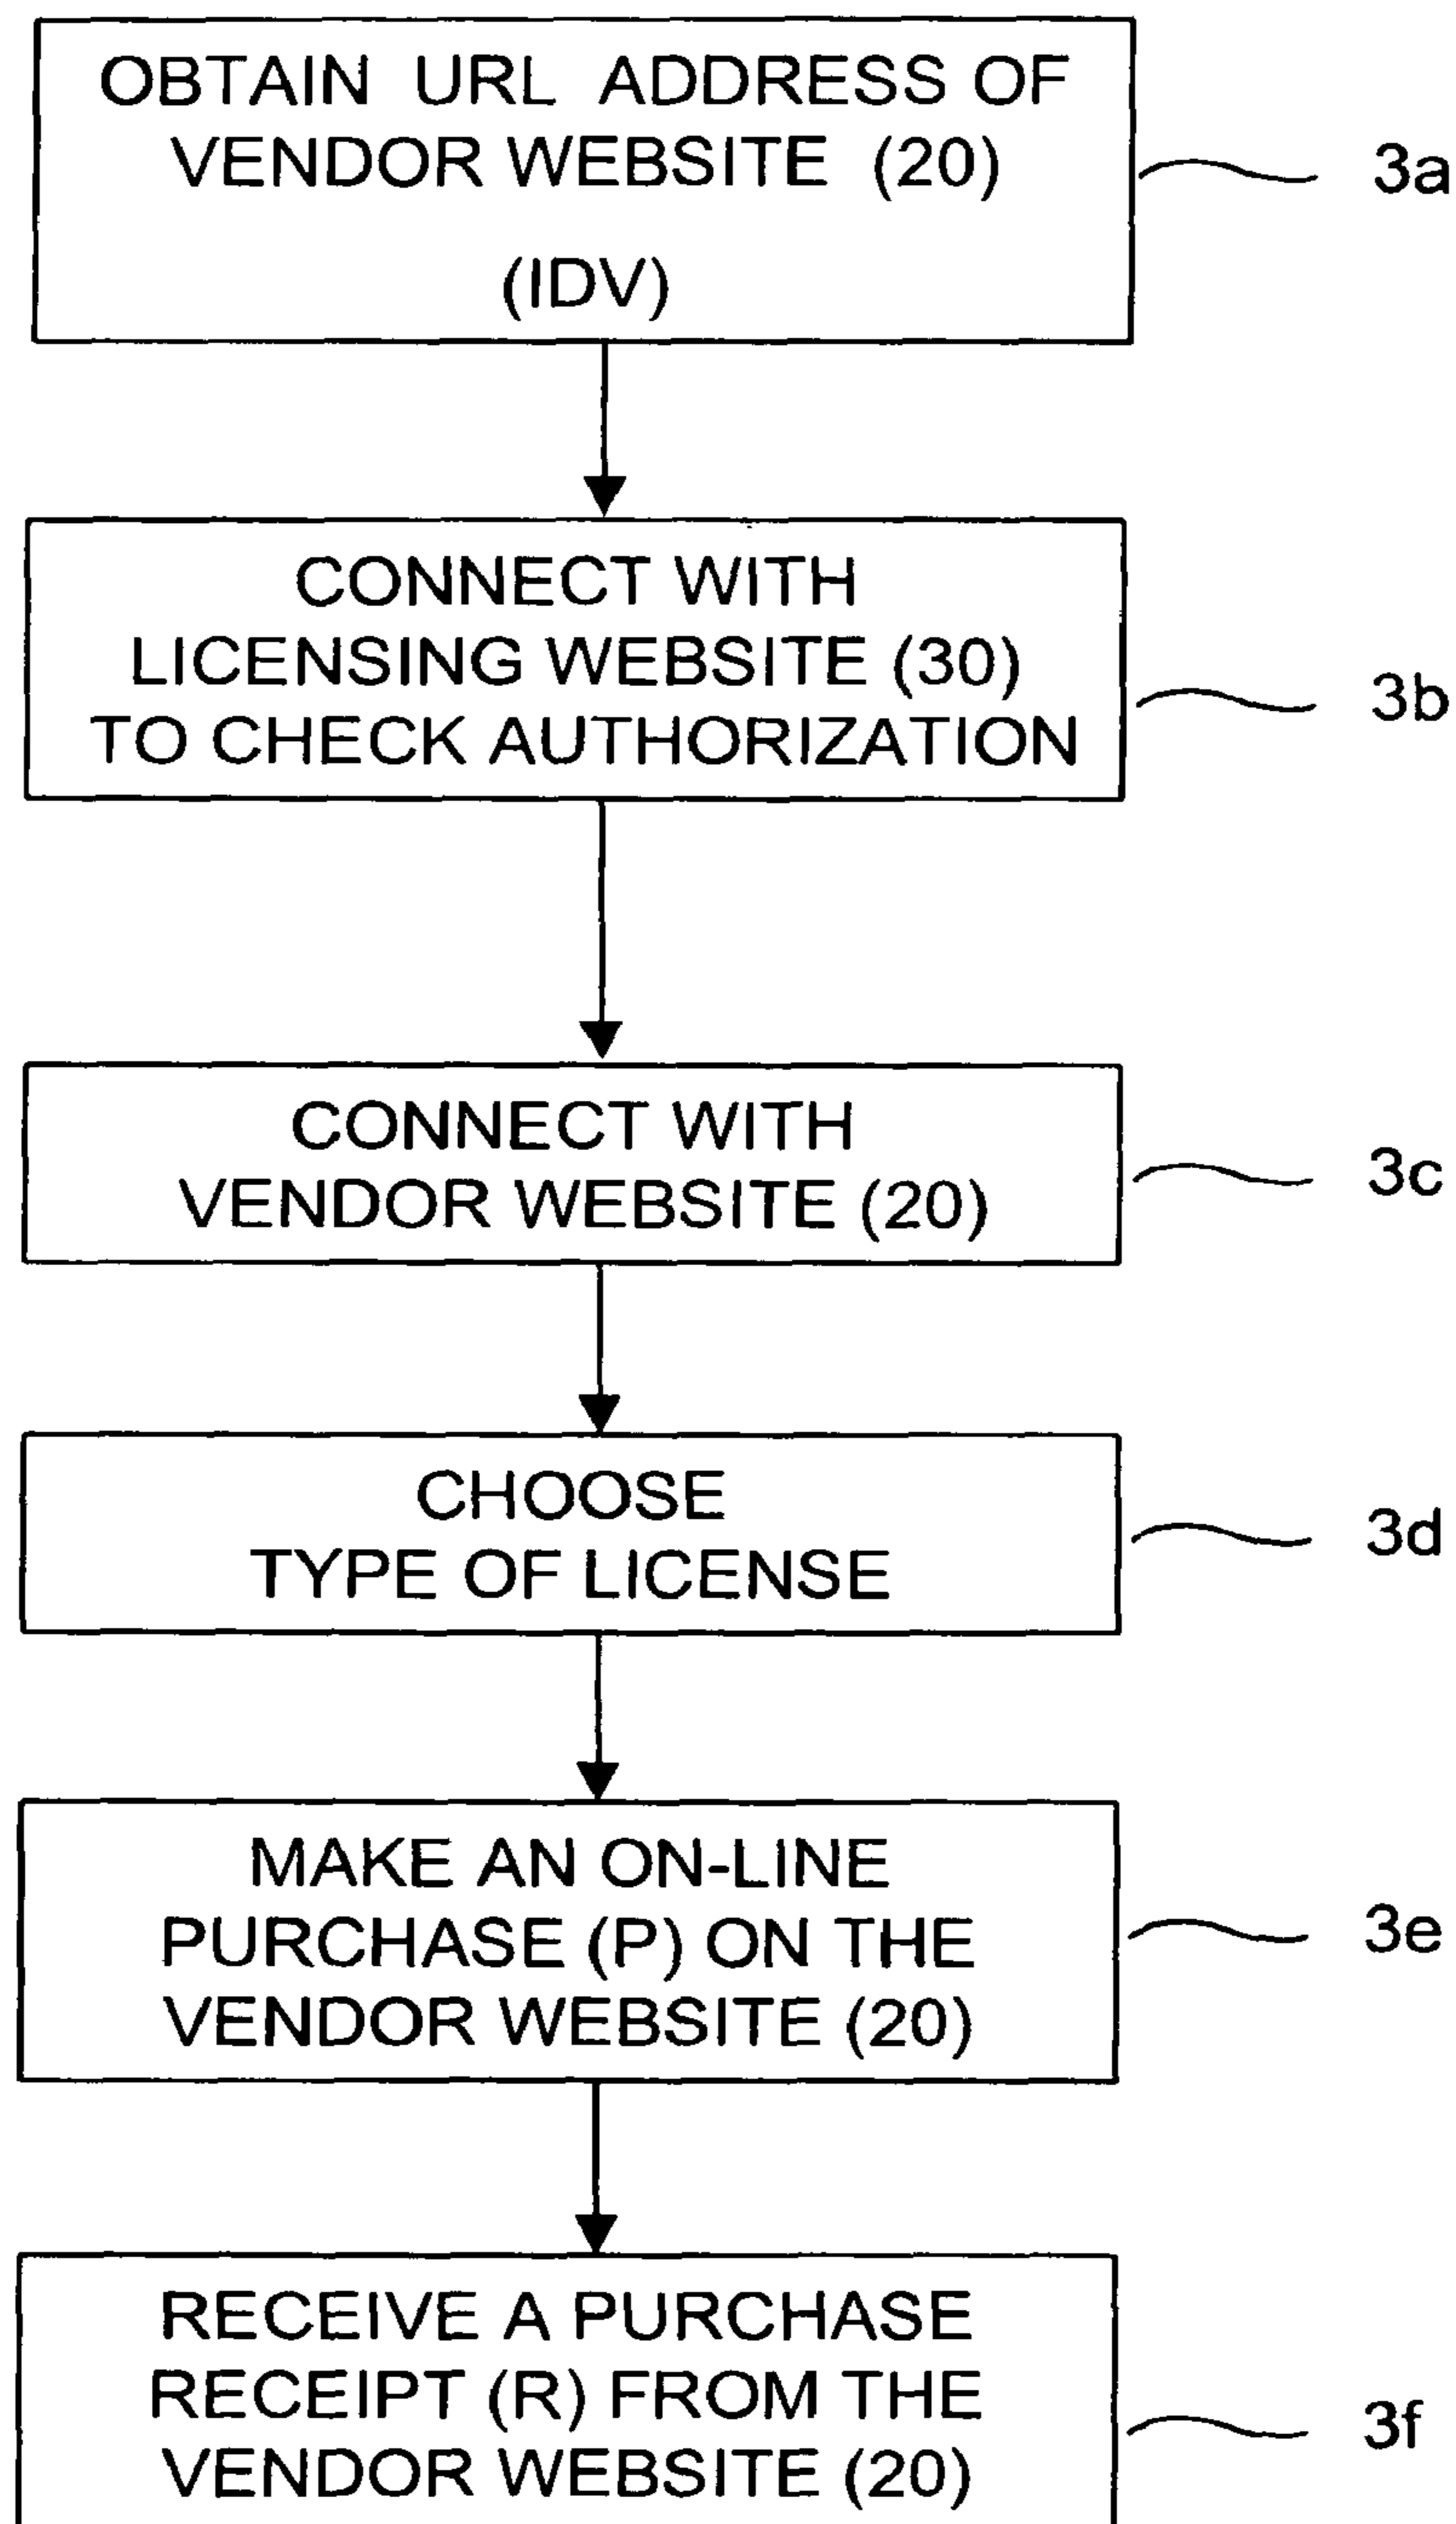 OBTAIN URL ADDRESS OF
VENDOR WEBSITE (20)
(IDV)
3a
CONNECT WITH
LICENSING WEBSITE (30)
TO CHECK AUTHORIZATION
3b
CONNECT WITH
VENDOR WEBSITE (20)
3c
CHOOSE
TYPE OF LICENSE
3d
MAKE AN ON-LINE
PURCHASE (P) ON THE
VENDOR WEBSITE (20)
3e
RECEIVE A PURCHASE
RECEIPT (R) FROM THE
VENDOR WEBSITE (20)
3f